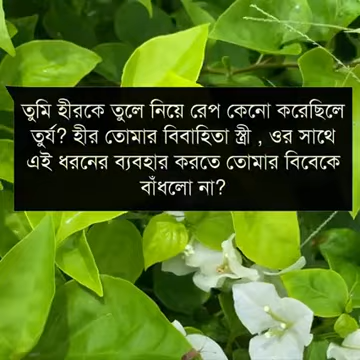 তুমি হীরকে তুলে নিয়ে রেপ কেনো করেছিলে
তুর্য? হীর তোমার বিবাহিতা স্ত্রী , ওর সাথে
এই ধরনের ব্যবহার করতে তোমার বিবেকে
বাঁধলো না?